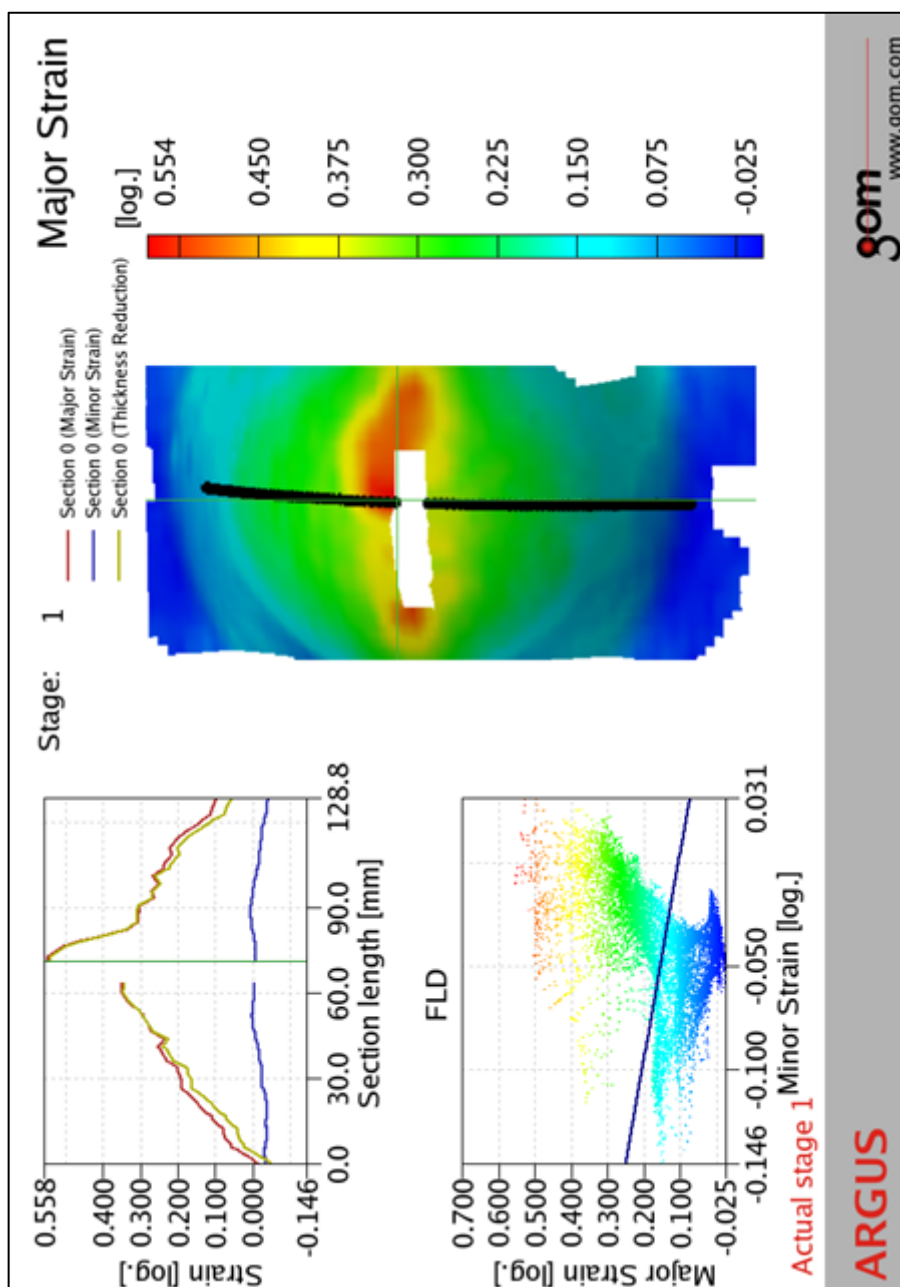 Stage: 1
Major Strain
Section 0 (Major Strain)
Section 0 (Minor Strain)
Section 0 (Thickness Reduction)
[log.]
0.554
0.450
0.375
0.300
0.225
0.150
0.075
-0.025
Strain [log.]
0.558
0.400
0.300
0.200
0.100
0.000
-0.146
0.0 30.0 60.0 90.0 128.8
Section length [mm]
FLD
Major Strain [log.]
0.700
0.600
0.500
0.400
0.300
0.200
0.100
-0.025
-0.146 -0.100 -0.050 0.031
Minor Strain [log.]
Actual stage 1
ARGUS
gom
www.gom.com